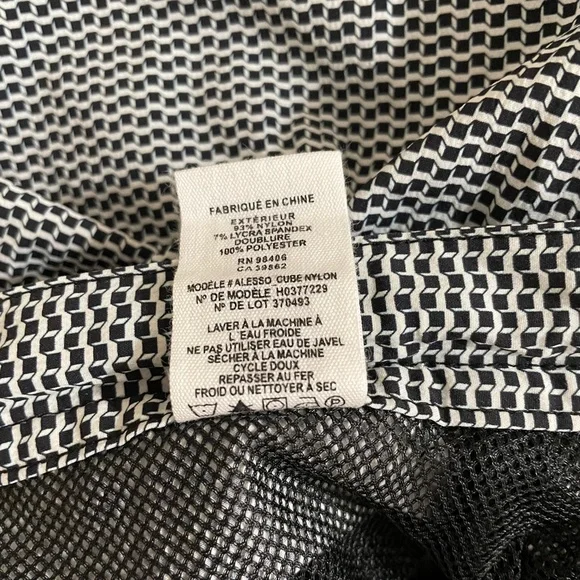 FABRIQUÉ EN CHINE
EXTÉRIEUR
93% NYLON
7% LYCRA SPANDEX
DOUBLURE
100% POLYESTER
RN 98406
CA 39862
MODÈLE # ALESSO_CUBE NYLON
Nº DE MODÈLE H0377229
Nº DE LOT 370493
LAVER À LA MACHINE À
L'EAU FROIDE
NE PAS UTILISER EAU DE JAVEL
SÉCHER À LA MACHINE
CYCLE DOUX
REPASSER AU FER
FROID OU NETTOYER À SEC